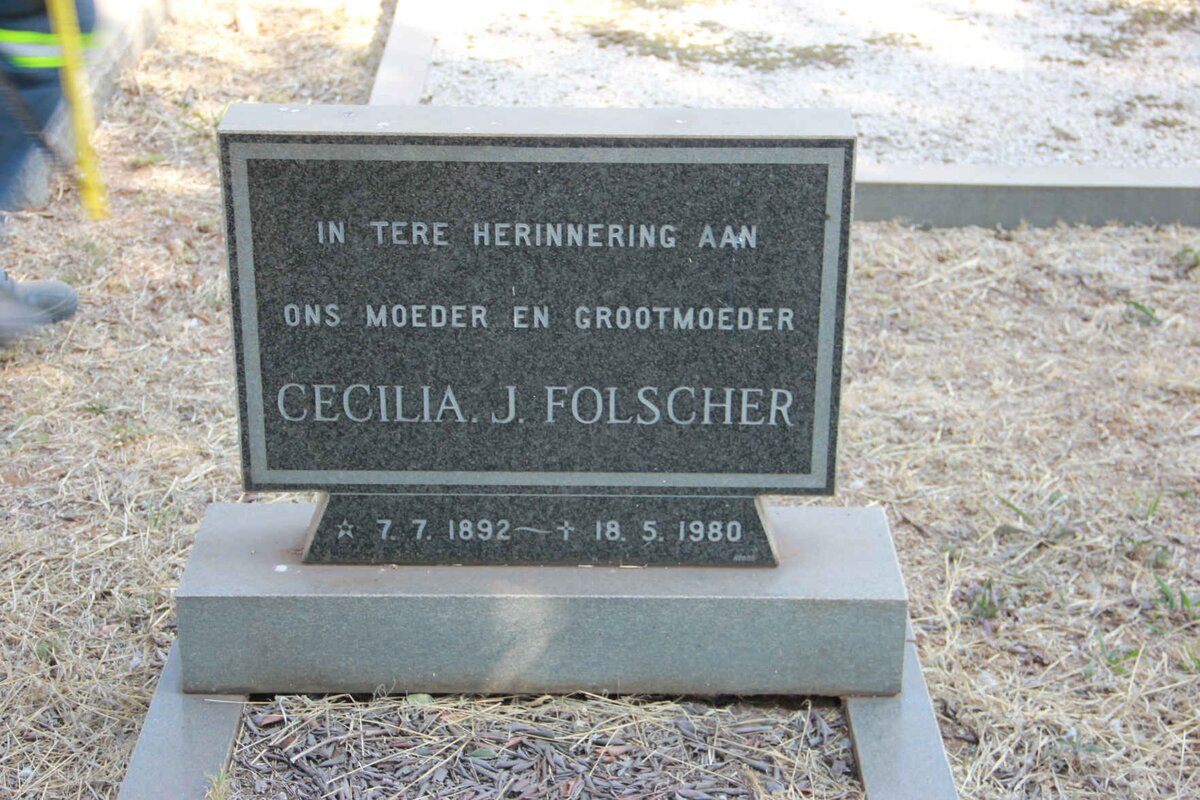 IN TERE HERINNERING AAN
ONS MOEDER EN GROOTMOEDER
CECILIA. J. FOLSCHER
☆ 7. 7. 1892 ~ ✝ 18. 5. 1980